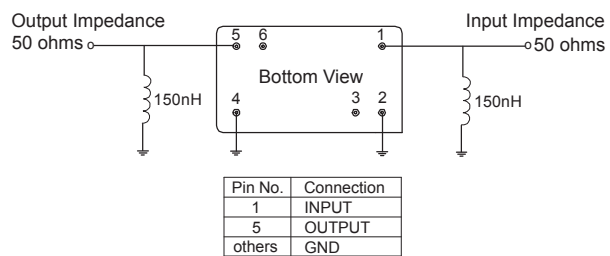 Output Impedance
50 ohms
Input Impedance
50 ohms
5 6 1
Bottom View
4 3 2
150nH
150nH
Pin No. Connection
1 INPUT
5 OUTPUT
others GND